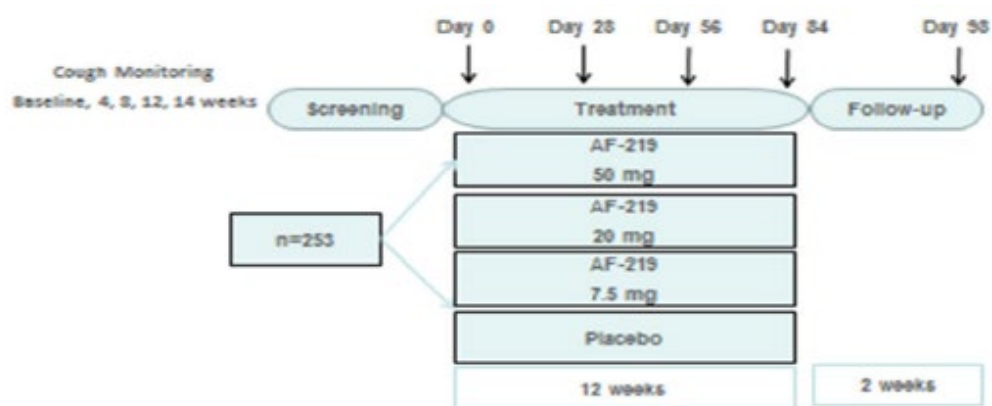 Day 0 Day 28 Day 56 Day 84 Day 98
Cough Monitoring
Baseline, 4, 8, 12, 14 weeks
Screening Treatment Follow-up
AF-219
50 mg
AF-219
20 mg
n=253
AF-219
7.5 mg
Placebo
12 weeks 2 weeks